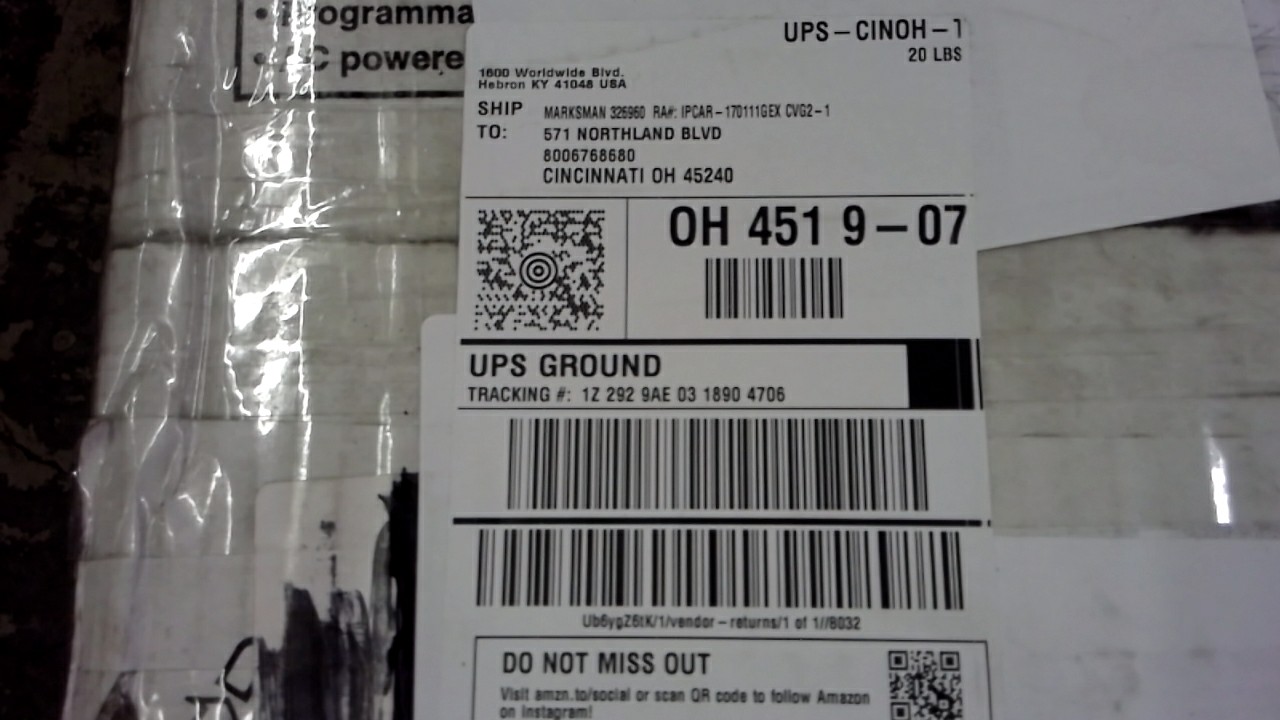 • programma
• AC powere
UPS-CINOH-1
20 LBS
1600 Worldwide Blvd.
Hebron KY 41048 USA
SHIP TO:
MARKSMAN 326960 RA#: IPCAR-170111GEX CVG2-1
571 NORTHLAND BLVD
8006768680
CINCINNATI OH 45240
OH 451 9-07
UPS GROUND
TRACKING #: 1Z 292 9AE 03 1890 4706
Ub6ygZ6tK/1/vendor-returns/1 of 1//8032
DO NOT MISS OUT
Visit amzn.to/social or scan QR code to follow Amazon
on Instagram!